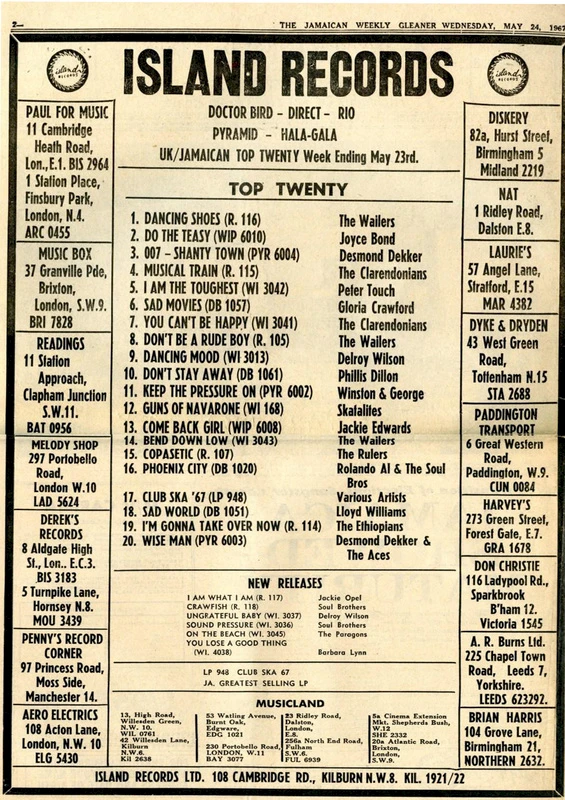 2—
THE JAMAICAN WEEKLY GLEANER WEDNESDAY, MAY 24, 1967
island
RECORDS
ISLAND RECORDS
island
RECORDS
DOCTOR BIRD – DIRECT – RIO
PYRAMID – HALA-GALA
UK/JAMAICAN TOP TWENTY Week Ending May 23rd.
PAUL FOR MUSIC
11 Cambridge
Heath Road,
Lon.,E.1. BIS 2964
1 Station Place,
Finsbury Park,
London, N.4.
ARC 0455
MUSIC BOX
37 Granville Pde,
Brixton,
London, S.W.9.
BRI 7828
READINGS
11 Station
Approach,
Clapham Junction
S.W.11.
BAT 0956
MELODY SHOP
297 Portobello
Road,
London W.10
LAD 5624
DEREK'S
RECORDS
8 Aldgate High
St., Lon.. E.C.3.
BIS 3183
5 Turnpike Lane,
Hornsey N.8.
MOU 3439
PENNY'S RECORD
CORNER
97 Princess Road,
Moss Side,
Manchester 14.
AERO ELECTRICS
108 Acton Lane,
London, N.W. 10
ELG 5430
TOP TWENTY
1. DANCING SHOES (R. 116) The Wailers
2. DO THE TEASY (WIP 6010) Joyce Bond
3. 007 – SHANTY TOWN (PYR 6004) Desmond Dekker
4. MUSICAL TRAIN (R. 115) The Clarendonians
5. I AM THE TOUGHEST (WI 3042) Peter Touch
6. SAD MOVIES (DB 1057) Gloria Crawford
7. YOU CAN'T BE HAPPY (WI 3041) The Clarendonians
8. DON'T BE A RUDE BOY (R. 105) The Wailers
9. DANCING MOOD (WI 3013) Delroy Wilson
10. DON'T STAY AWAY (DB 1061) Phillis Dillon
11. KEEP THE PRESSURE ON (PYR 6002) Winston & George
12. GUNS OF NAVARONE (WI 168) Skatalites
13. COME BACK GIRL (WIP 6008) Jackie Edwards
14. BEND DOWN LOW (WI 3043) The Wailers
15. COPASETIC (R. 107) The Rulers
16. PHOENIX CITY (DB 1020) Rolando Al & The Soul
Bros
17. CLUB SKA '67 (LP 948) Various Artists
18. SAD WORLD (DB 1051) Lloyd Williams
19. I'M GONNA TAKE OVER NOW (R. 114) The Ethiopians
20. WISE MAN (PYR 6003) Desmond Dekker &
The Aces
NEW RELEASES
I AM WHAT I AM (R. 117) Jackie Opel
CRAWFISH (R. 118) Soul Brothers
UNGRATEFUL BABY (WI. 3037) Delroy Wilson
SOUND PRESSURE (WI. 3036) Soul Brothers
ON THE BEACH (WI. 3045) The Paragons
YOU LOSE A GOOD THING
(WI. 4038) Barbara Lynn
LP 948 CLUB SKA 67
JA. GREATEST SELLING LP
MUSICLAND
13, High Road,
Willesden Green,
N.W. 10.
WIL 0761
42 Willesden Lane,
Kilburn
N.W.6.
Kil 2638
53 Watling Avenue,
Burnt Oak,
Edgware,
EDG 1021
230 Portobello Road,
LONDON, W.11
BAY 3077
23 Ridley Road,
Dalston,
London,
E.8.
256a North End Road,
Fulham
S.W.6.
FUL 6939
5a Cinema Extension
Mkt. Shepherds Bush,
W.12
SHE 2332
20a Atlantic Road,
Brixton,
London,
S.W.9.
DISKERY
82a, Hurst Street,
Birmingham 5
Midland 2219
NAT
1 Ridley Road,
Dalston E.8.
LAURIE'S
57 Angel Lane,
Stratford, E.15
MAR 4382
DYKE & DRYDEN
43 West Green
Road,
Tottenham N.15
STA 2688
PADDINGTON
TRANSPORT
6 Great Western
Road,
Paddington, W.9.
CUN 0084
HARVEY'S
273 Green Street,
Forest Gate, E.7.
GRA 1678
DON CHRISTIE
116 Ladypool Rd.,
Sparkbrook
B'ham 12.
Victoria 1545
A. R. Burns Ltd.
225 Chapel Town
Road, Leeds 7,
Yorkshire.
LEEDS 623292.
BRIAN HARRIS
104 Grove Lane,
Birmingham 21,
NORTHERN 2632.
ISLAND RECORDS LTD. 108 CAMBRIDGE RD., KILBURN N.W.8. KIL. 1921/22